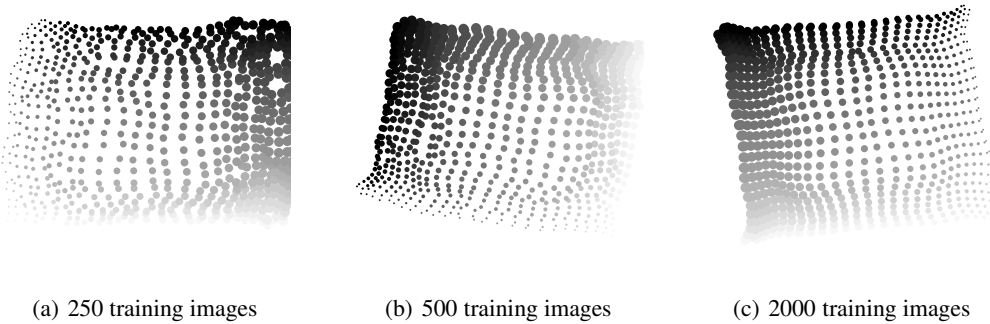 (a) 250 training images
(b) 500 training images
(c) 2000 training images